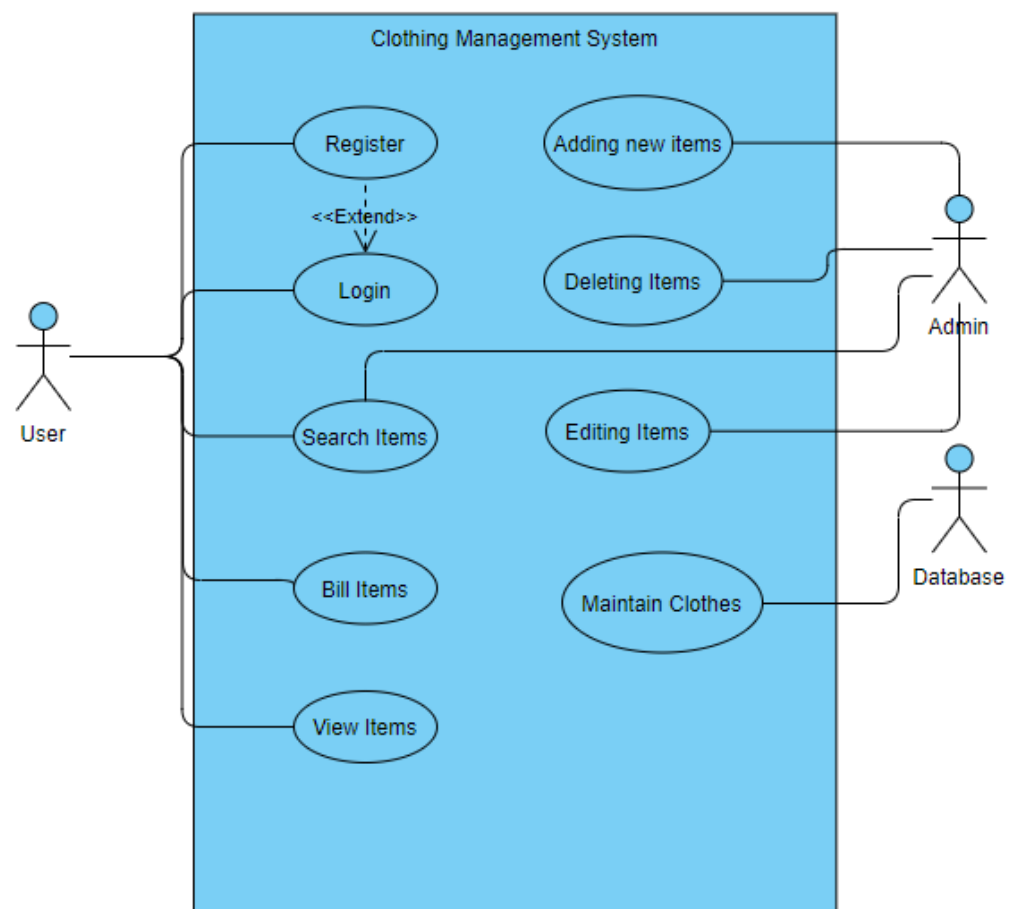 Clothing Management System
Register
Adding new items
<<Extend>>
Login
Deleting Items
Admin
User
Search Items
Editing Items
Database
Bill Items
Maintain Clothes
View Items